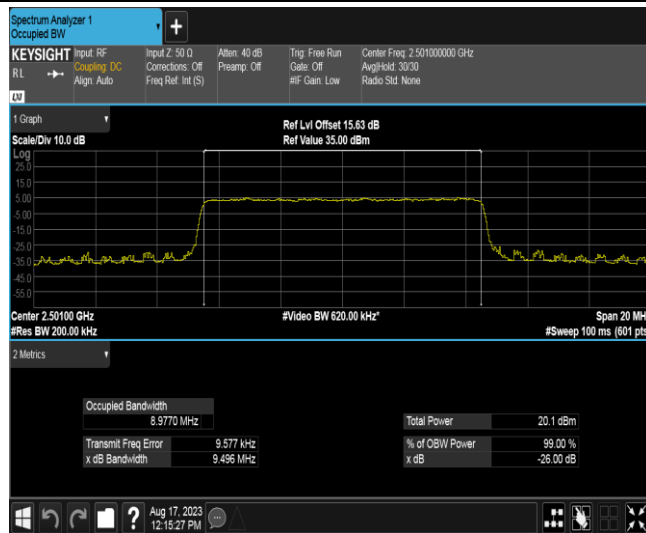 Spectrum Analyzer 1
Occupied BW
+
KEYSIGHT
RL
Input: RF
Coupling: DC
Align: Auto
Input Z: 50 Ω
Corrections: Off
Freq Ref: Int (S)
Atten: 40 dB
Preamp: Off
Trig: Free Run
Gate: Off
#IF Gain: Low
Center Freq: 2.501000000 GHz
Avg|Hold: 30/30
Radio Std: None
1 Graph
Scale/Div 10.0 dB
Ref Lvl Offset 15.63 dB
Ref Value 35.00 dBm
Log
25.0
15.0
5.00
-5.00
-15.0
-25.0
-35.0
-45.0
-55.0
Center 2.50100 GHz
#Res BW 200.00 kHz
#Video BW 620.00 kHz*
Span 20 MH
#Sweep 100 ms (601 pts
2 Metrics
Occupied Bandwidth
8.9770 MHz
Transmit Freq Error 9.577 kHz
x dB Bandwidth 9.496 MHz
Total Power 20.1 dBm
% of OBW Power 99.00 %
x dB -26.00 dB
?
Aug 17, 2023
12:15:27 PM